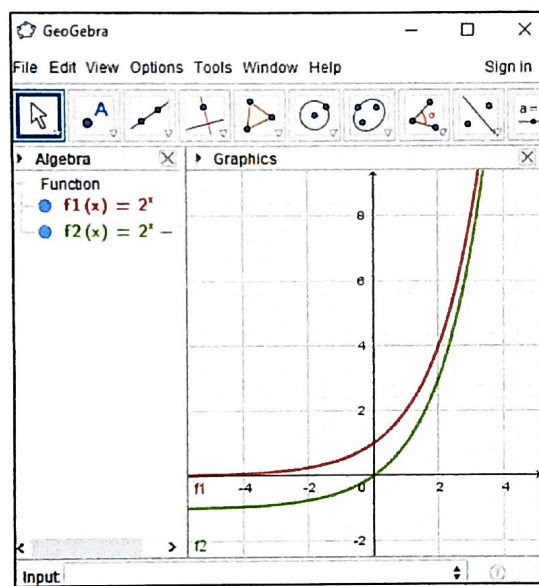 GeoGebra
File Edit View Options Tools Window Help Sign in
A
α
a =
Algebra
Graphics
Function
f1 (x) = 2ˣ
f2 (x) = 2ˣ –
8
6
4
2
-4 -2 0 2 4
-2
f1
f2
Input: